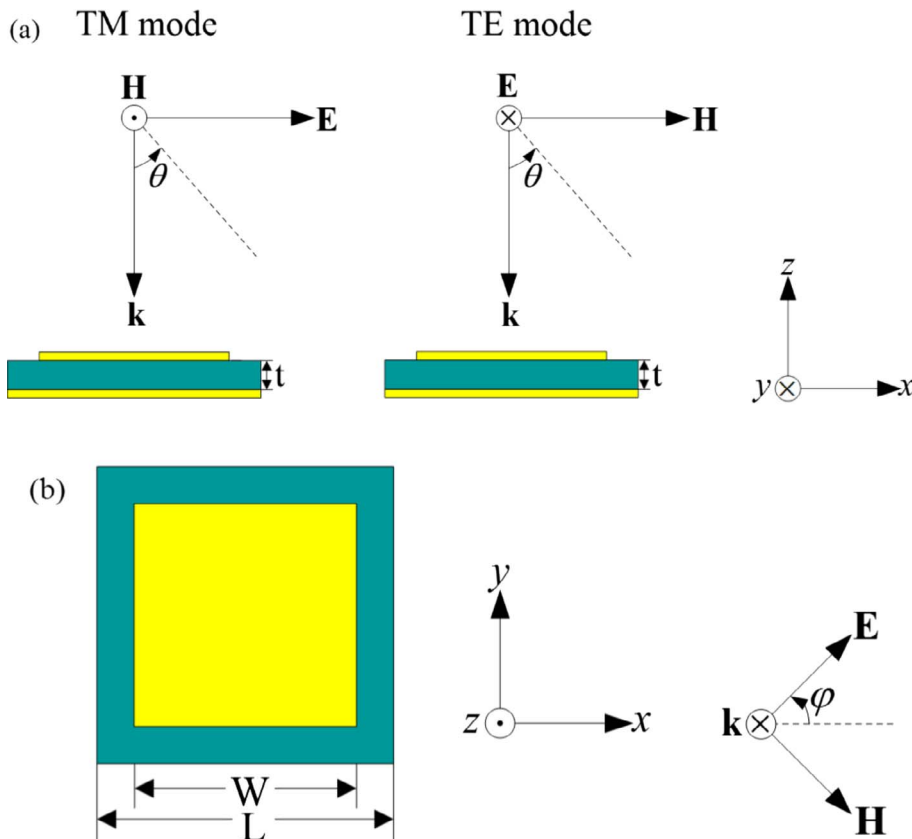 (a) TM mode TE mode
H E
E H
θ θ
k k
t t
z
y x
(b)
y
z x
E
k φ
H
W
L